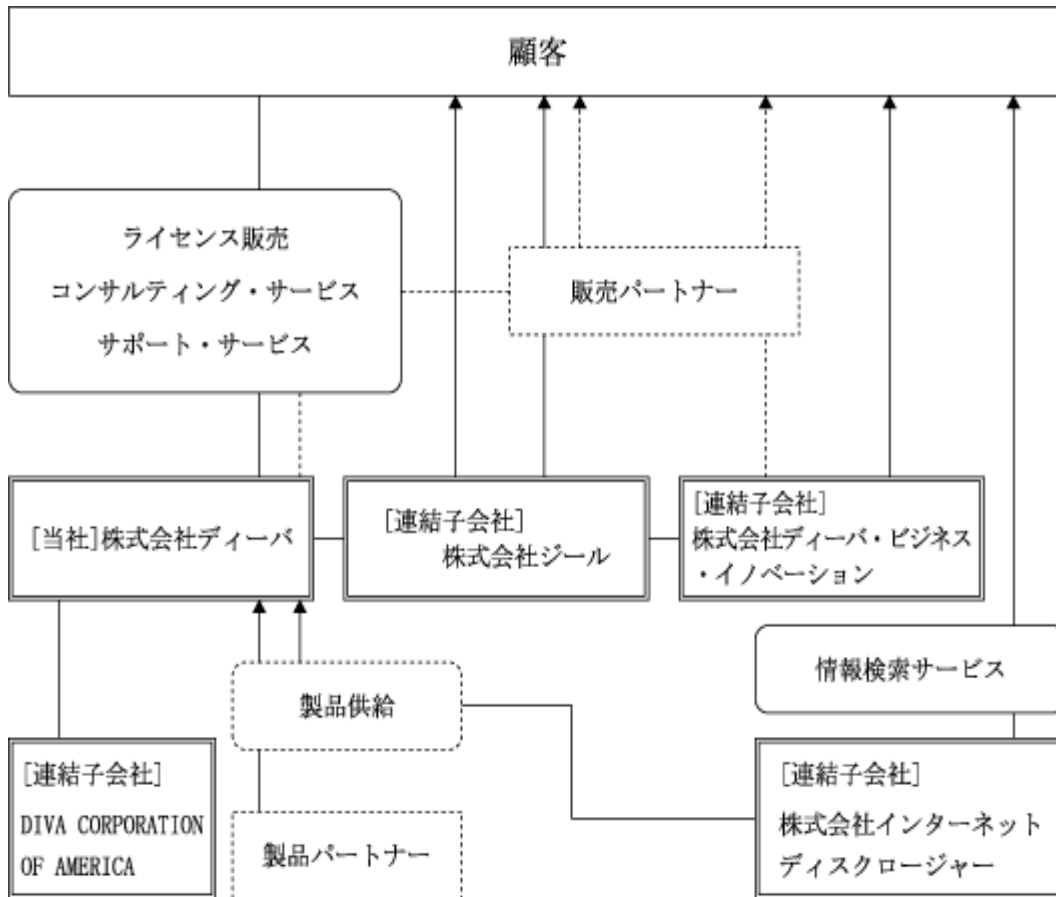 顧客
ライセンス販売
コンサルティング・サービス
サポート・サービス
販売パートナー
[当社]株式会社ディーバ
[連結子会社]
株式会社ジール
[連結子会社]
株式会社ディーバ・ビジネス
・イノベーション
情報検索サービス
製品供給
[連結子会社]
DIVA CORPORATION
OF AMERICA
製品パートナー
[連結子会社]
株式会社インターネット
ディスクロージャー